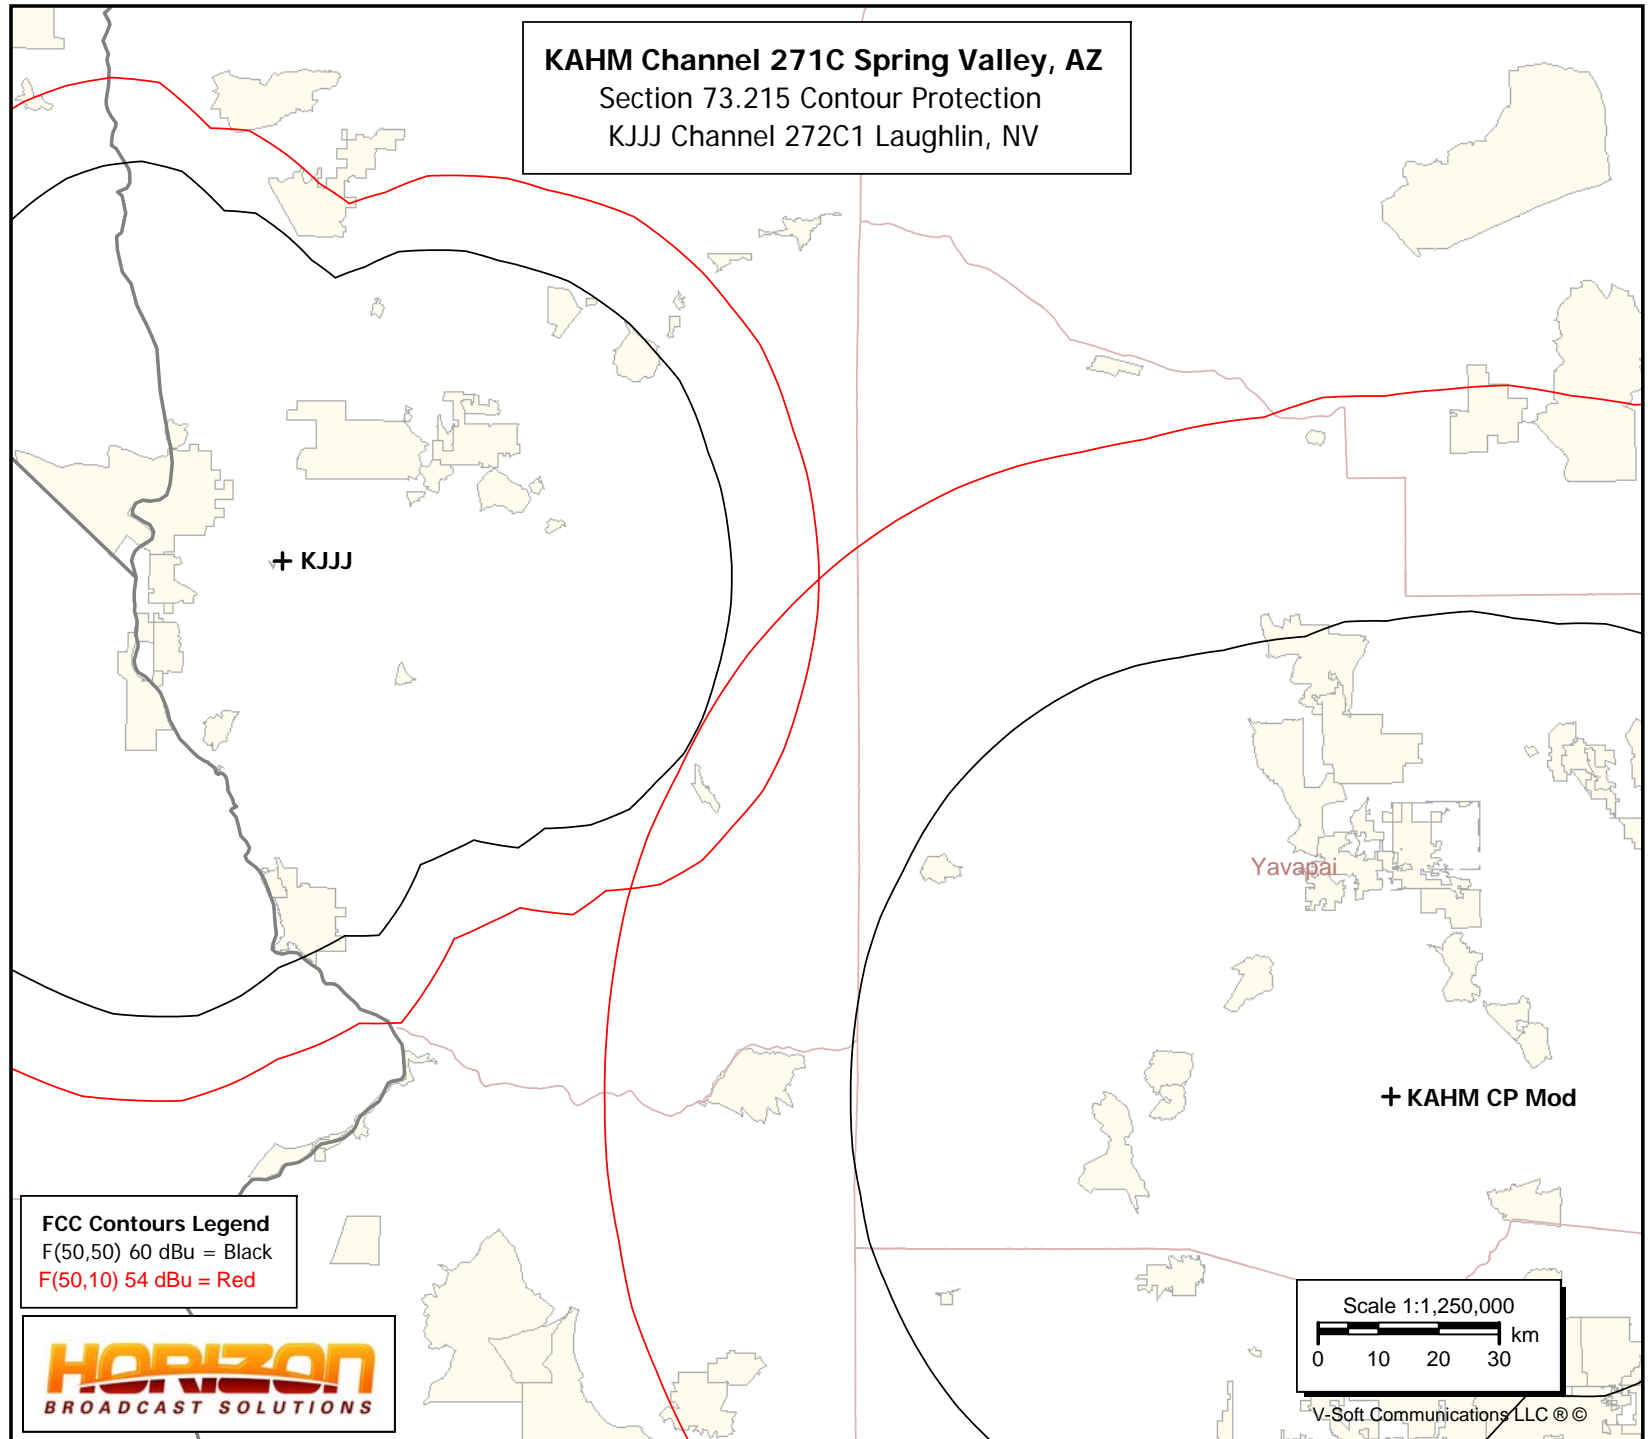 KAHM Channel 271C Spring Valley, AZ
Section 73.215 Contour Protection
KJJJ Channel 272C1 Laughlin, NV
KJJJ
Yavapai
KAHM CP Mod
FCC Contours Legend
F(50,50) 60 dBu = Black
F(50,10) 54 dBu = Red
HORIZON
BROADCAST SOLUTIONS
Scale 1:1,250,000
km
0 10 20 30
V-Soft Communications LLC ® ©